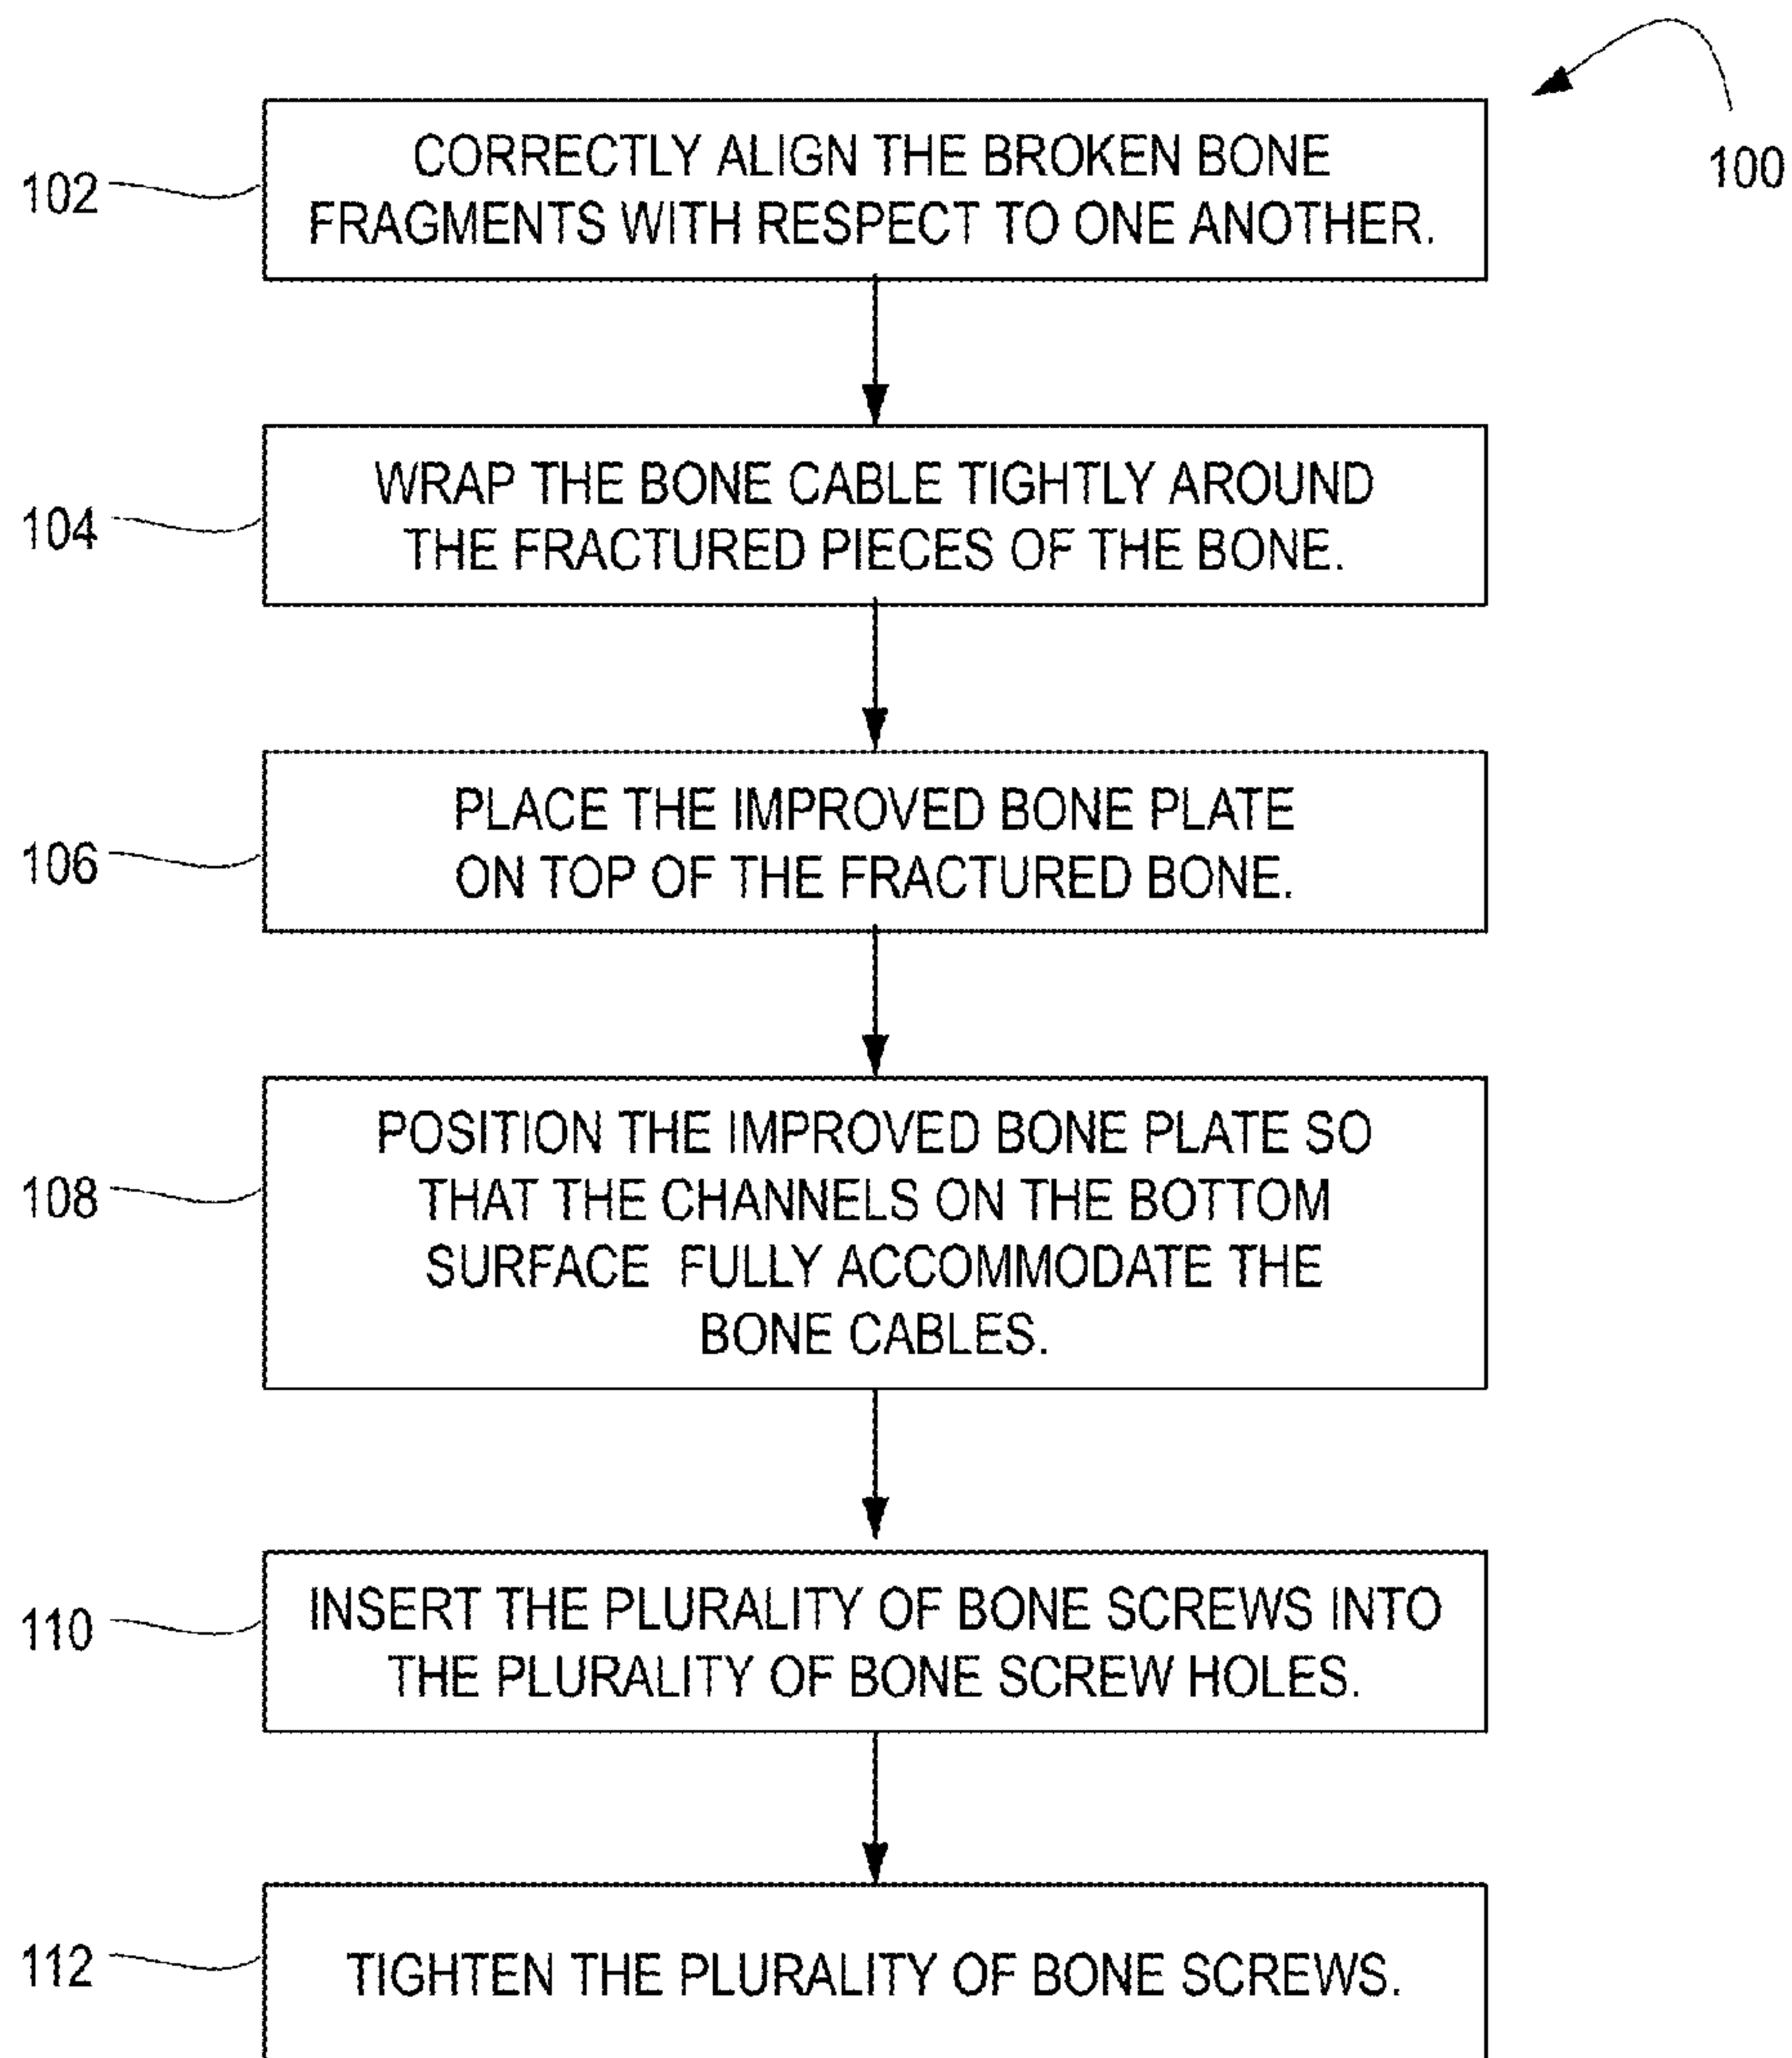 100
102
CORRECTLY ALIGN THE BROKEN BONE
FRAGMENTS WITH RESPECT TO ONE ANOTHER.
104
WRAP THE BONE CABLE TIGHTLY AROUND
THE FRACTURED PIECES OF THE BONE.
106
PLACE THE IMPROVED BONE PLATE
ON TOP OF THE FRACTURED BONE.
108
POSITION THE IMPROVED BONE PLATE SO
THAT THE CHANNELS ON THE BOTTOM
SURFACE FULLY ACCOMMODATE THE
BONE CABLES.
110
INSERT THE PLURALITY OF BONE SCREWS INTO
THE PLURALITY OF BONE SCREW HOLES.
112
TIGHTEN THE PLURALITY OF BONE SCREWS.